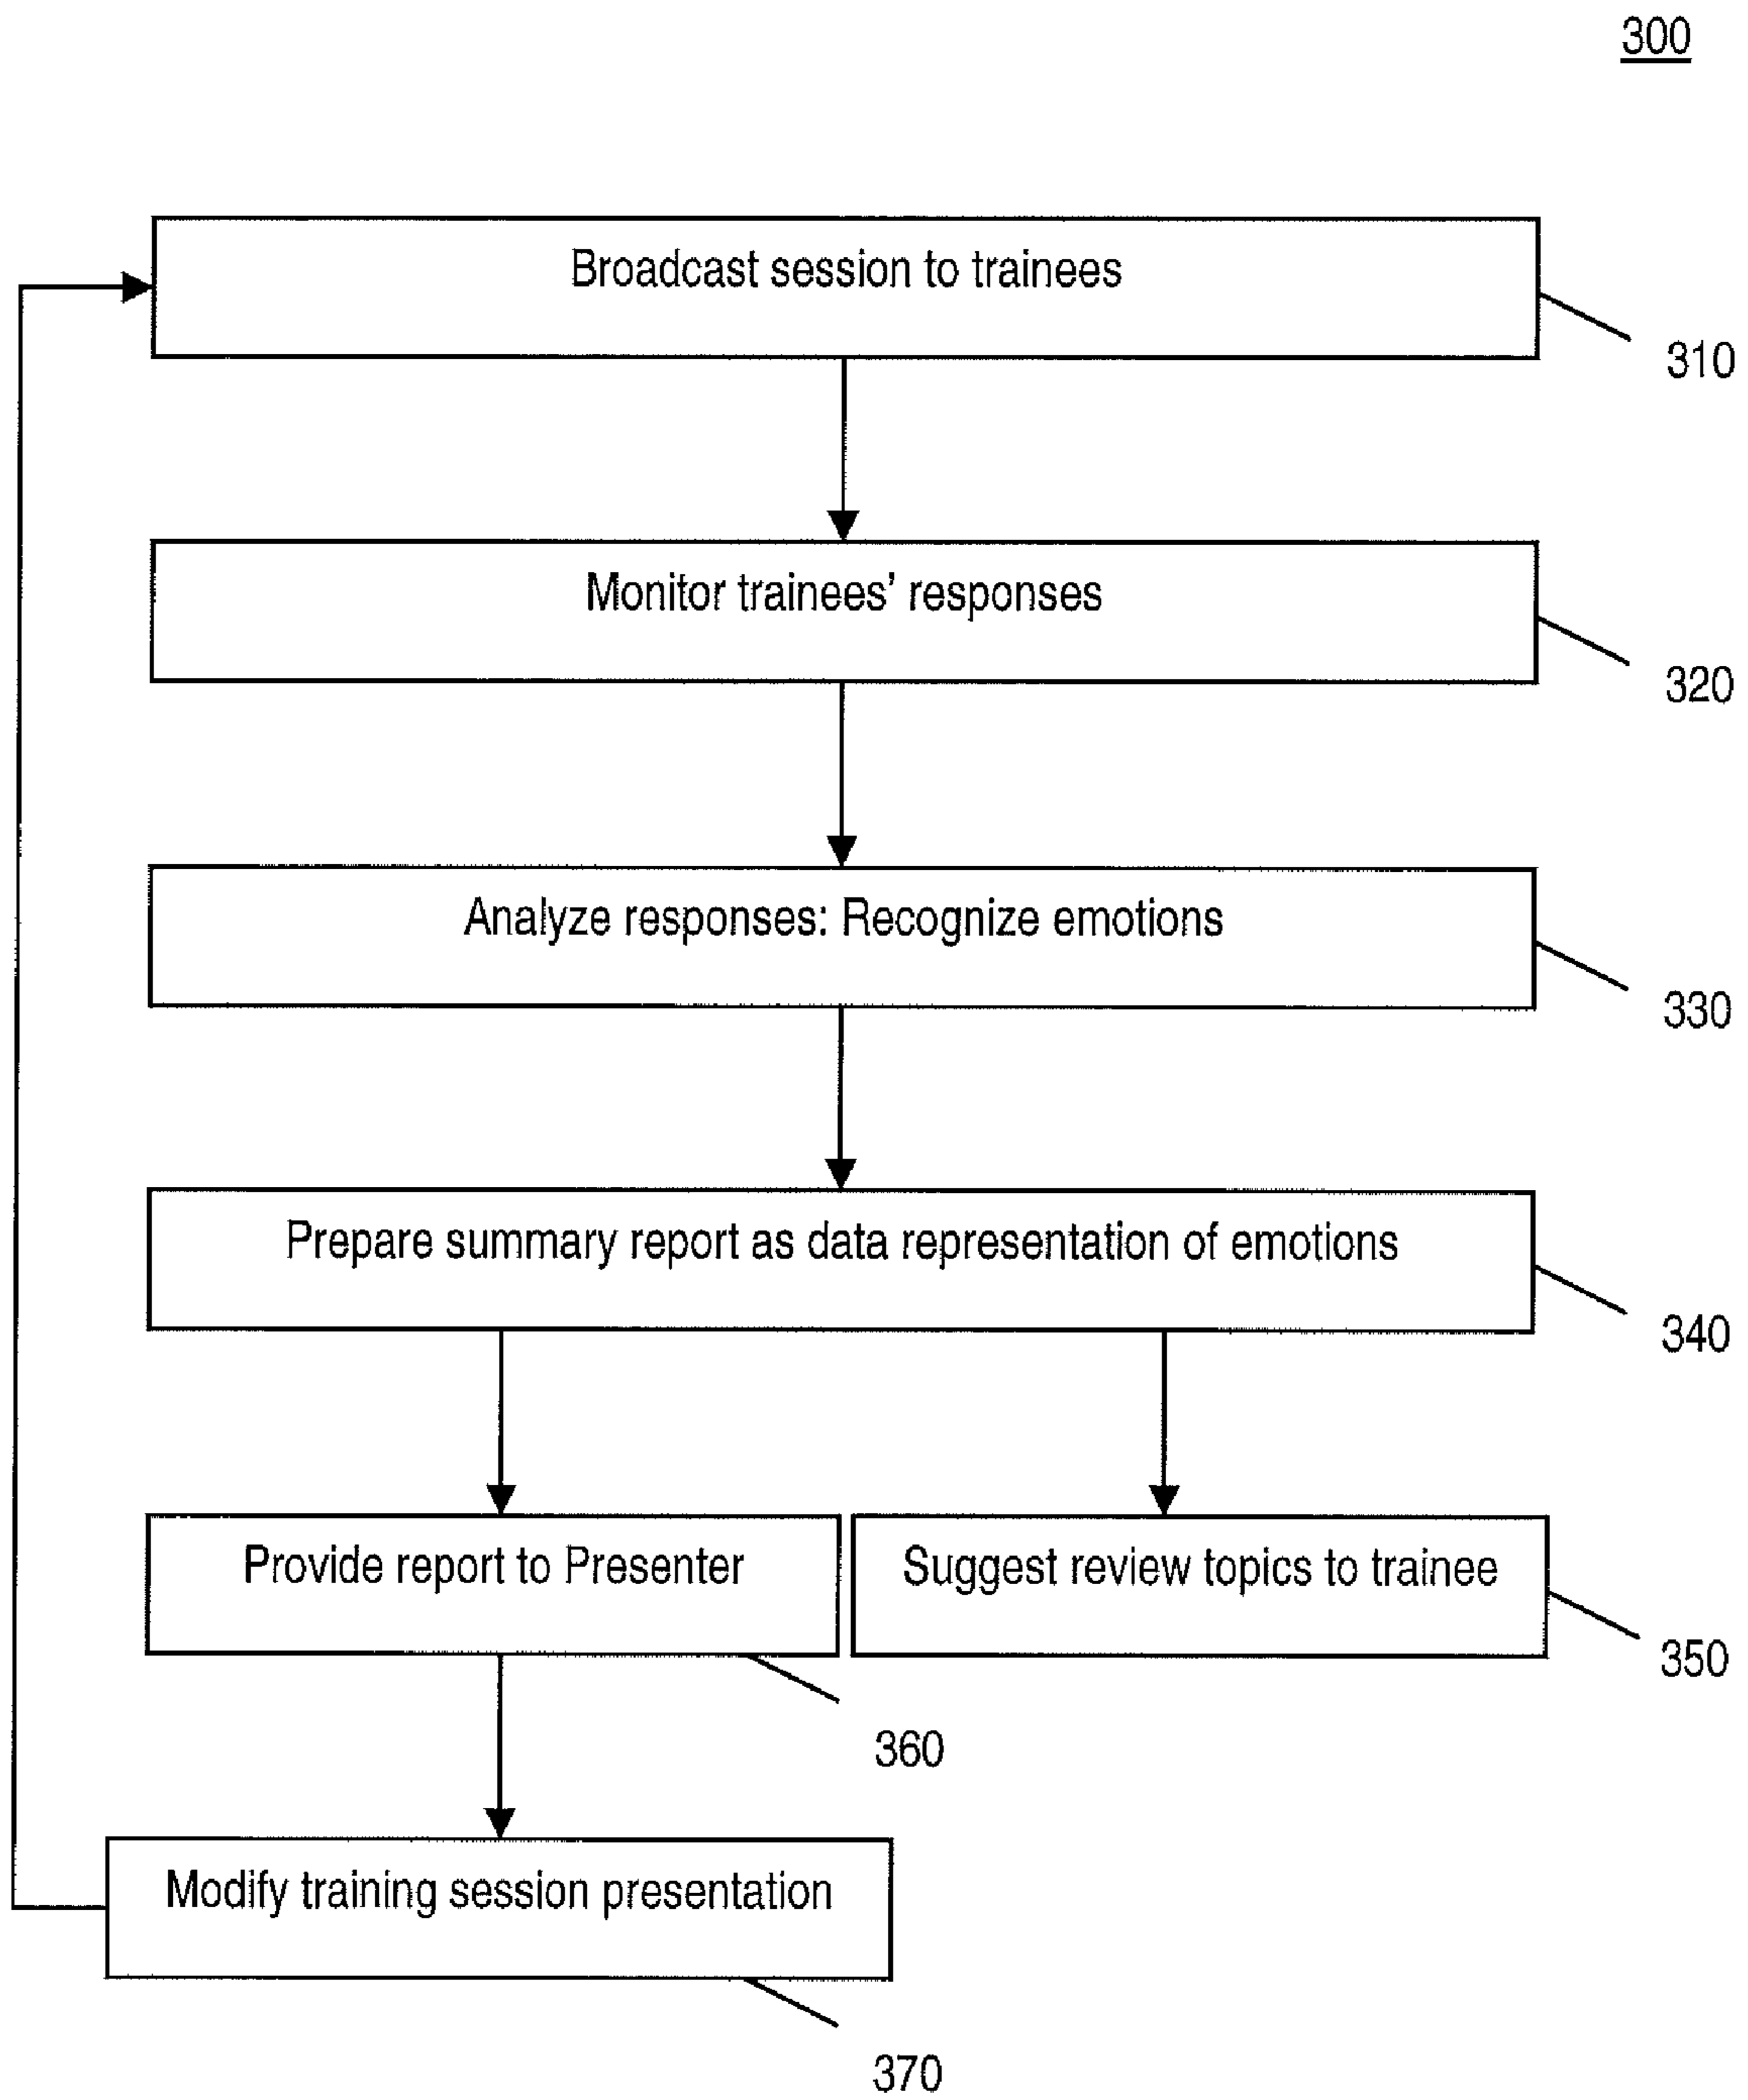 300
Broadcast session to trainees
310
Monitor trainees’ responses
320
Analyze responses: Recognize emotions
330
Prepare summary report as data representation of emotions
340
Provide report to Presenter
Suggest review topics to trainee
350
360
Modify training session presentation
370